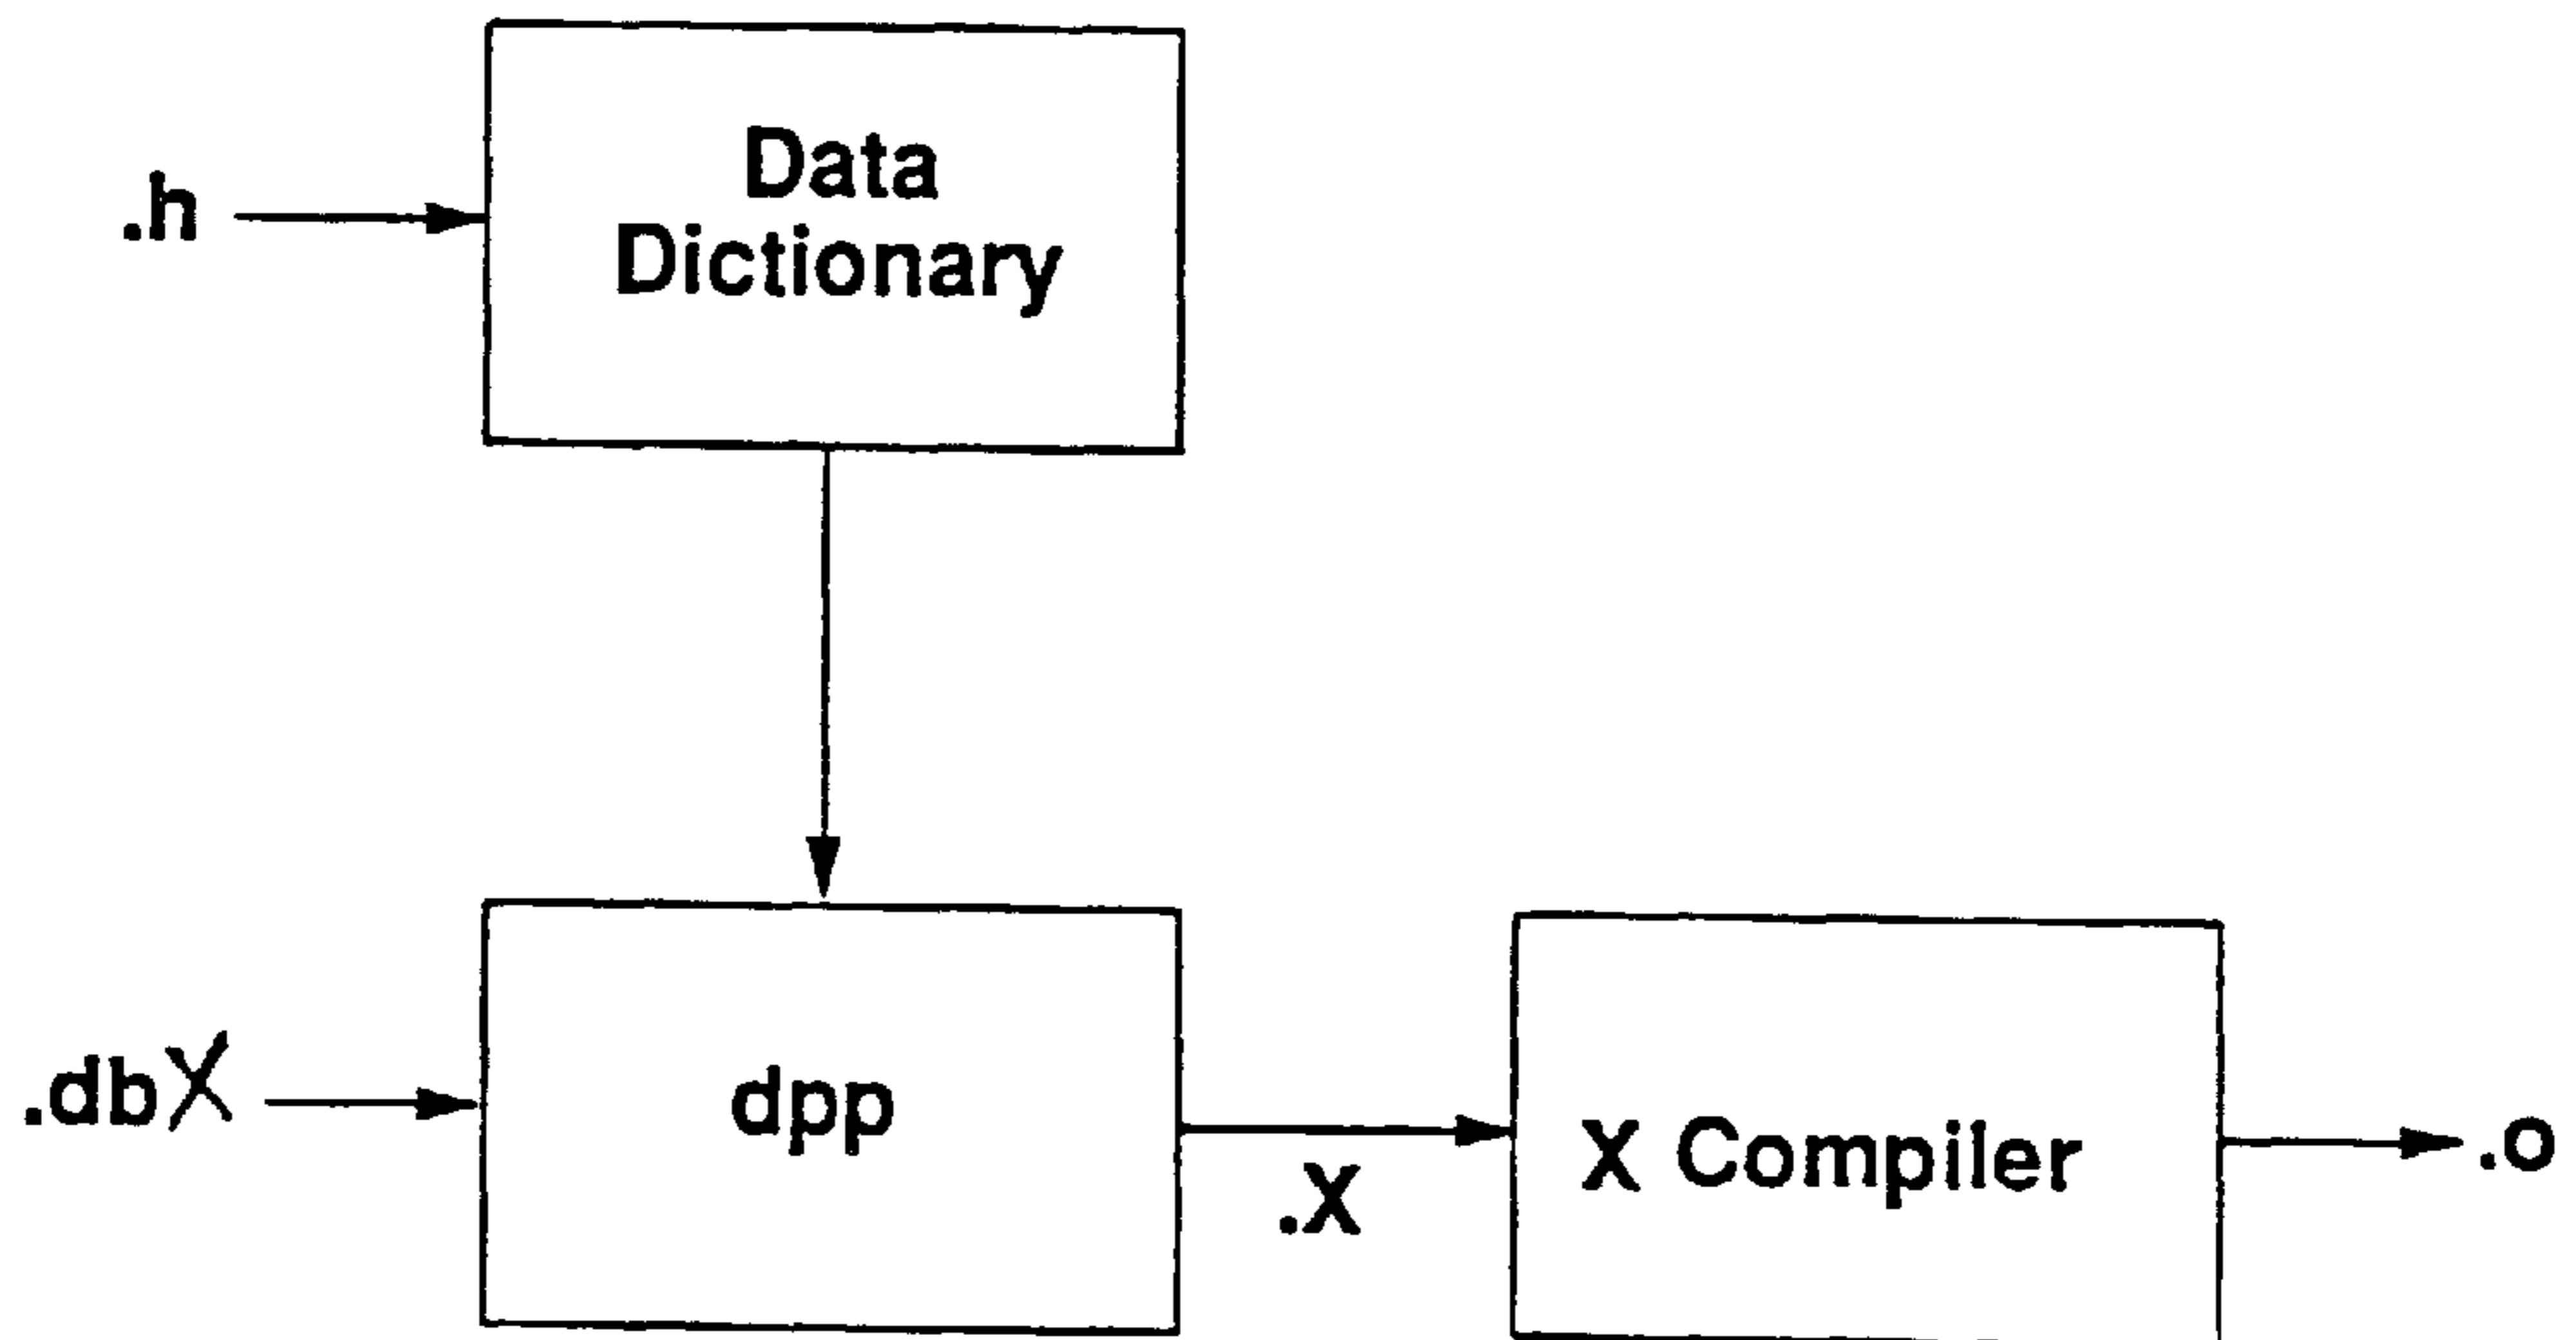 Data
Dictionary
.h
.dbX
dpp
.X
X Compiler
.o